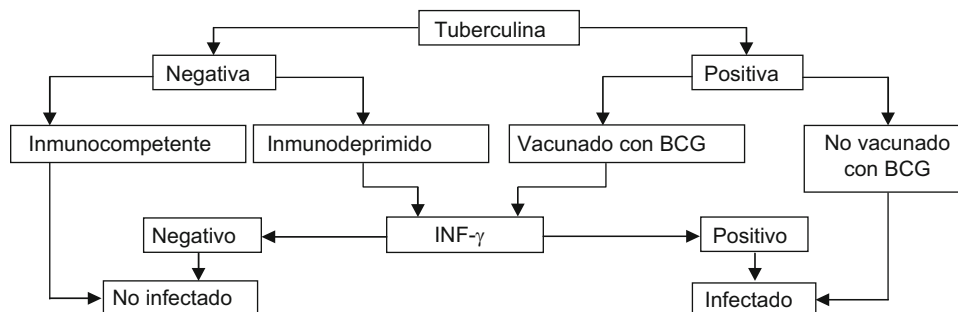 Tuberculina
Negativa
Positiva
Inmunocompetente
Inmunodeprimido
Vacunado con BCG
No vacunado
con BCG
Negativo
INF-γ
Positivo
No infectado
Infectado